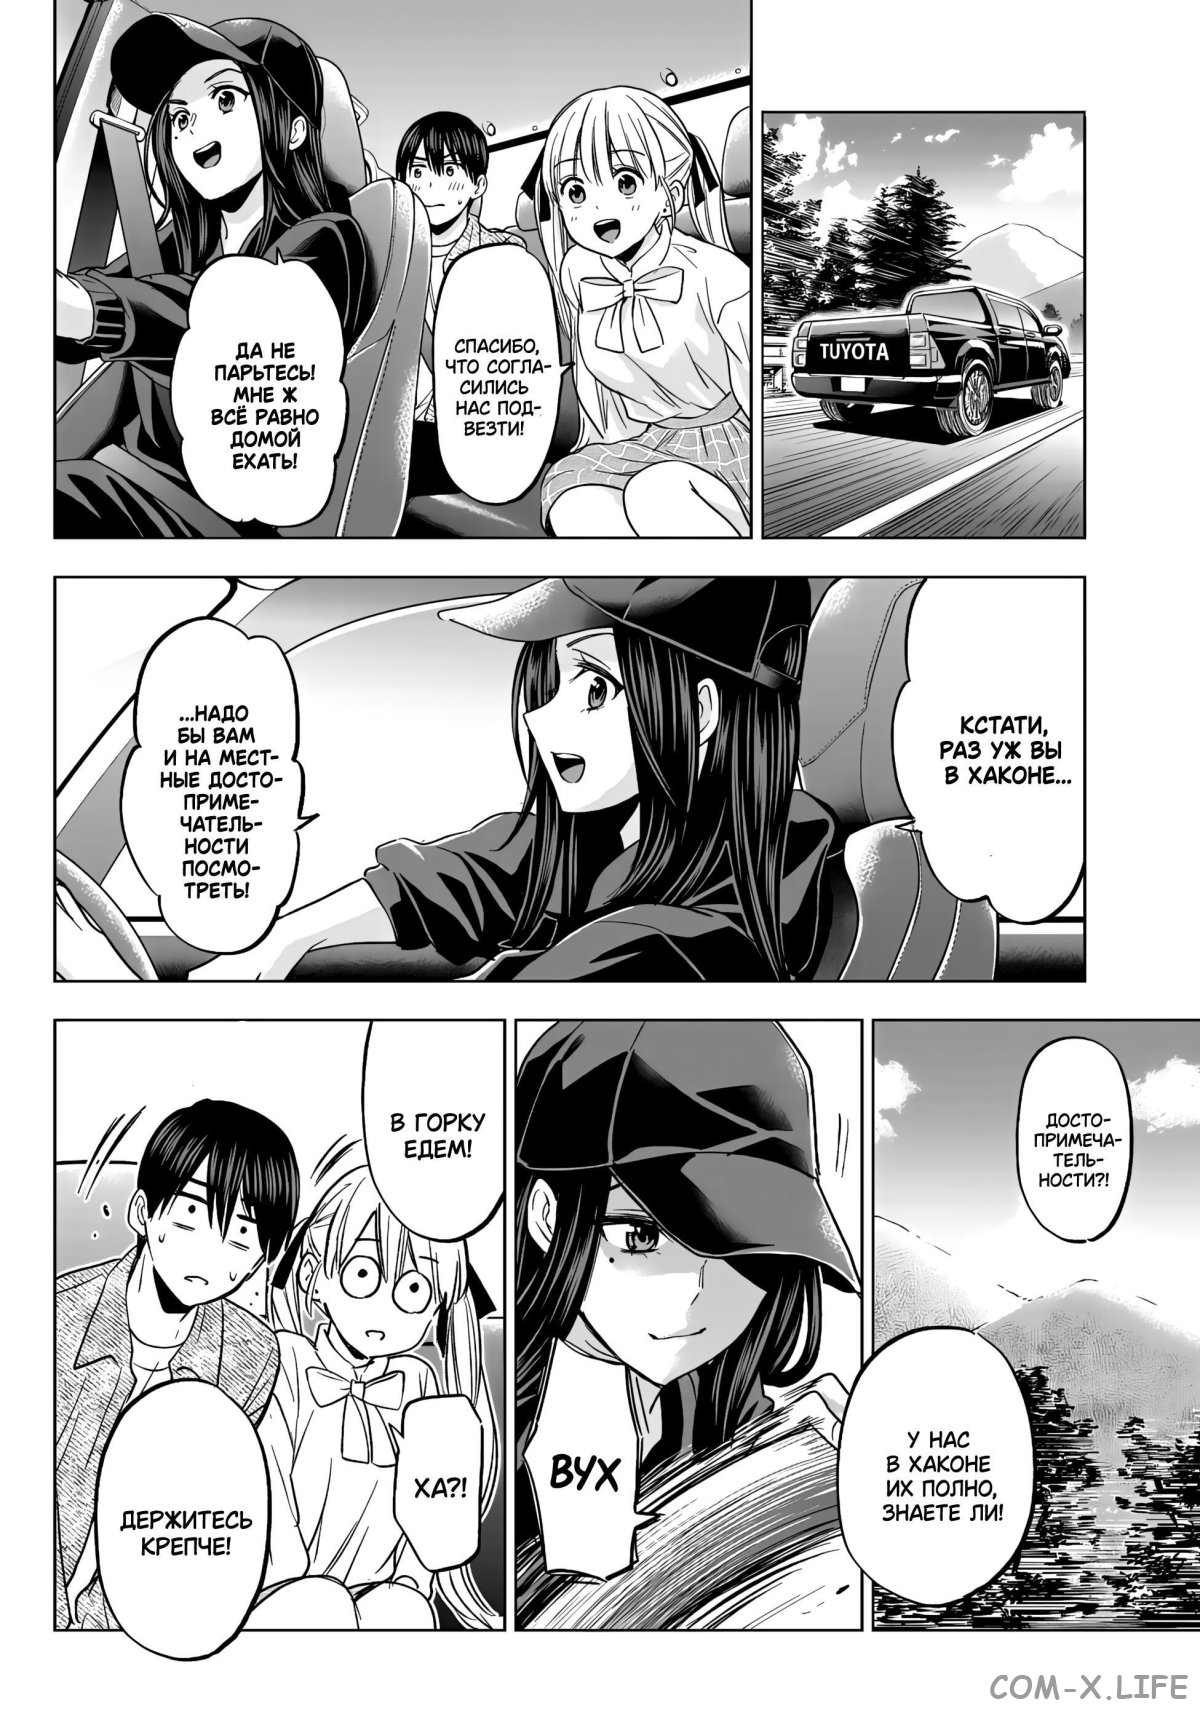 TUYOTA
СПАСИБО,
ЧТО СОГЛА-
СИЛИСЬ
НАС ПОД-
ВЕЗТИ!
ДА НЕ
ПАРЬТЕСЬ!
МНЕ Ж
ВСЁ РАВНО
ДОМОЙ
ЕХАТЬ!
КСТАТИ,
РАЗ УЖ ВЫ
В ХАКОНЕ...
...НАДО
БЫ ВАМ
И НА МЕСТ-
НЫЕ ДОСТО-
ПРИМЕ-
ЧАТЕЛЬ-
НОСТИ
ПОСМО-
ТРЕТЬ!
ДОСТО-
ПРИМЕЧА-
ТЕЛЬ-
НОСТИ?!
У НАС
В ХАКОНЕ
ИХ ПОЛНО,
ЗНАЕТЕ ЛИ!
ВУХ
В ГОРКУ
ЕДЕМ!
ХА?!
ДЕРЖИТЕСЬ
КРЕПЧЕ!
COM-X.LIFE